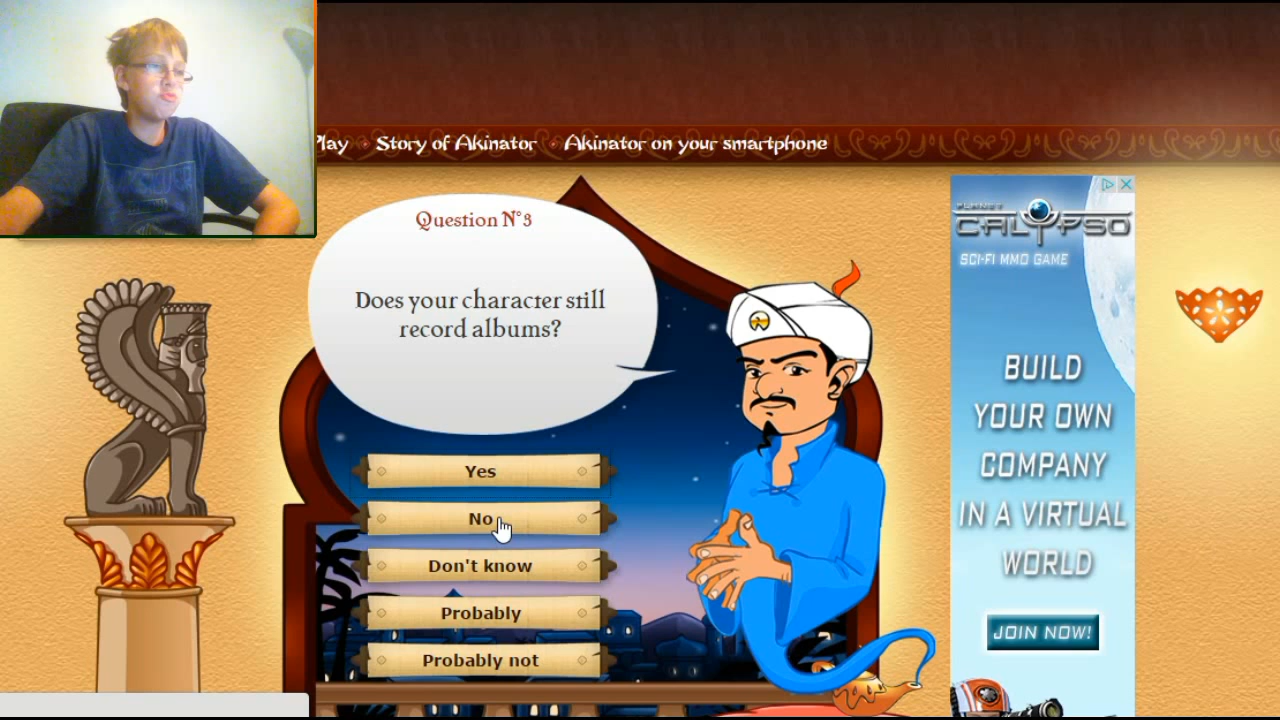 Play · Story of Akinator · Akinator on your smartphone
Question N°3
Does your character still
record albums?
Yes
No
Don't know
Probably
Probably not
PLANET
CALYPSO
SCI-FI MMO GAME
BUILD
YOUR OWN
COMPANY
IN A VIRTUAL
WORLD
JOIN NOW!